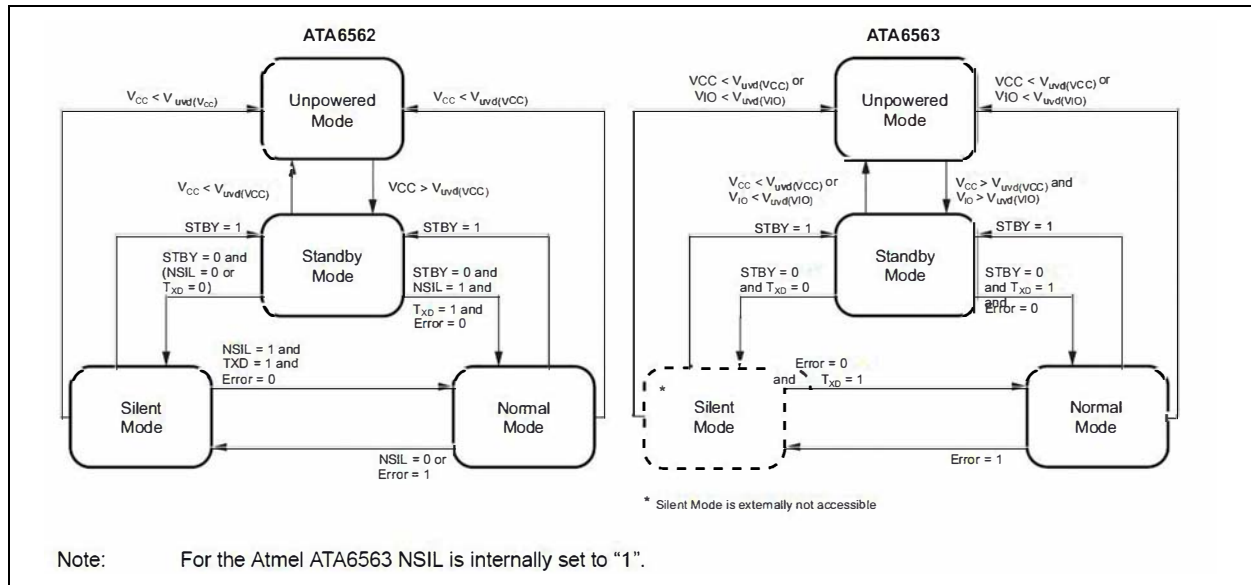 ATA6562
Unpowered
Mode
V_CC < V_uvd(Vcc)
V_CC < V_uvd(VCC)
V_CC < V_uvd(VCC)
VCC > V_uvd(VCC)
STBY = 1
STBY = 1
Standby
Mode
STBY = 0 and
(NSIL = 0 or
T_XD = 0)
STBY = 0 and
NSIL = 1 and
T_XD = 1 and
Error = 0
NSIL = 1 and
TXD = 1 and
Error = 0
Silent
Mode
Normal
Mode
NSIL = 0 or
Error = 1
ATA6563
VCC < V_uvd(VCC) or
VIO < V_uvd(VIO)
Unpowered
Mode
VCC < V_uvd(VCC) or
VIO < V_uvd(VIO)
V_CC < V_uvd(VCC) or
V_IO < V_uvd(VIO)
V_CC > V_uvd(VCC) and
V_IO > V_uvd(VIO)
STBY = 1
STBY = 1
Standby
Mode
STBY = 0
and T_XD = 0
STBY = 0
and T_XD = 1
and
Error = 0
Error = 0
and T_XD = 1
*
Silent
Mode
Normal
Mode
Error = 1
* Silent Mode is externally not accessible
Note: For the Atmel ATA6563 NSIL is internally set to “1”.